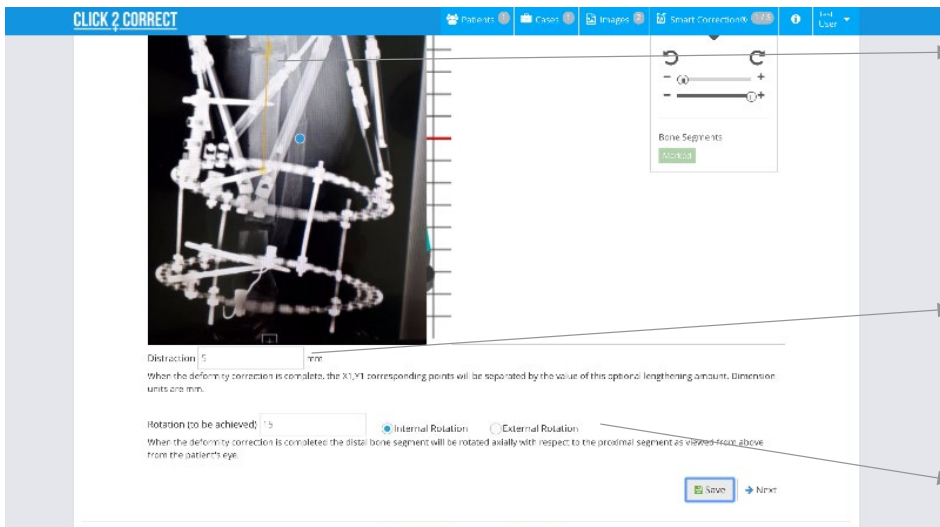 CLICK 2 CORRECT
Patients 1 Cases 1 Images 2 Smart Correction® User
Bone Segments
Marked
Distraction 5 mm
When the deformity correction is complete, the X1,Y1 corresponding points will be separated by the value of this optional lengthening amount. Dimension
units are mm.
Rotation (to be achieved) 15 Internal Rotation External Rotation
When the deformity correction is completed the distal bone segment will be rotated axially with respect to the proximal segment as viewed from above
from the patient's eye.
Save Next